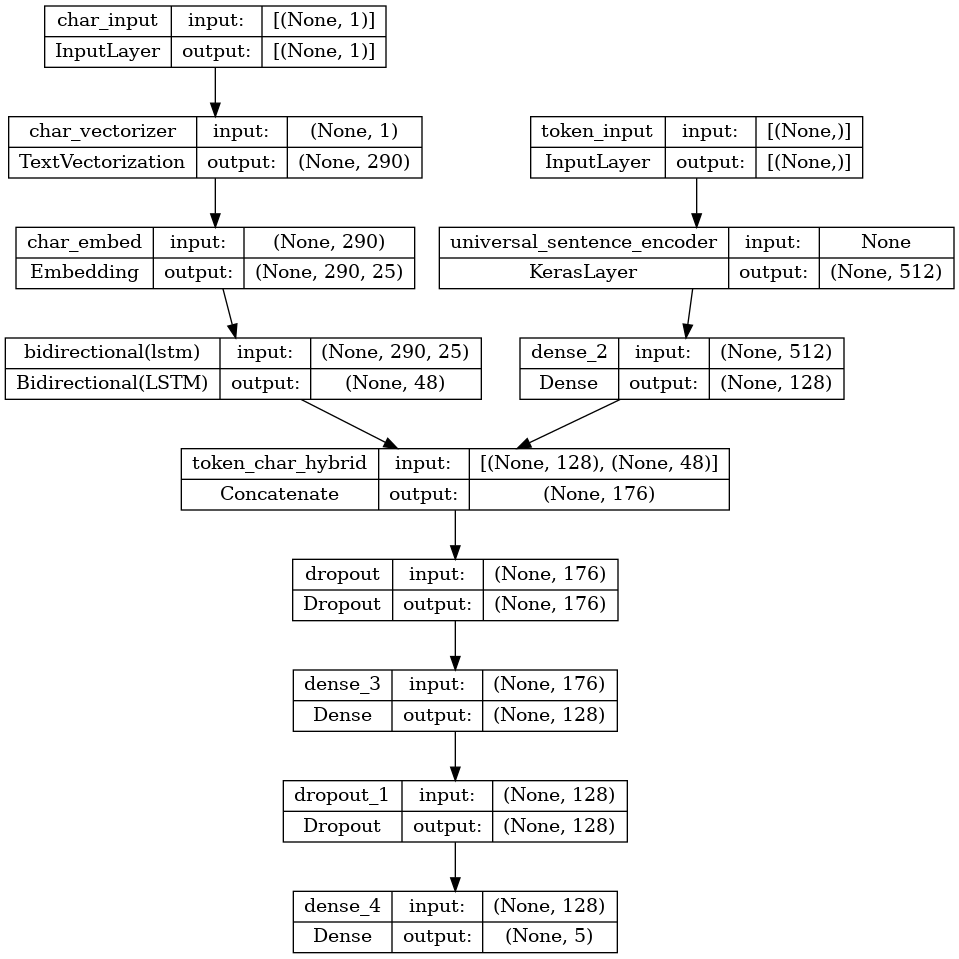 char_input input: [(None, 1)]
InputLayer output: [(None, 1)]
char_vectorizer input: (None, 1)
TextVectorization output: (None, 290)
token_input input: [(None,)]
InputLayer output: [(None,)]
char_embed input: (None, 290)
Embedding output: (None, 290, 25)
universal_sentence_encoder input: None
KerasLayer output: (None, 512)
bidirectional(lstm) input: (None, 290, 25)
Bidirectional(LSTM) output: (None, 48)
dense_2 input: (None, 512)
Dense output: (None, 128)
token_char_hybrid input: [(None, 128), (None, 48)]
Concatenate output: (None, 176)
dropout input: (None, 176)
Dropout output: (None, 176)
dense_3 input: (None, 176)
Dense output: (None, 128)
dropout_1 input: (None, 128)
Dropout output: (None, 128)
dense_4 input: (None, 128)
Dense output: (None, 5)